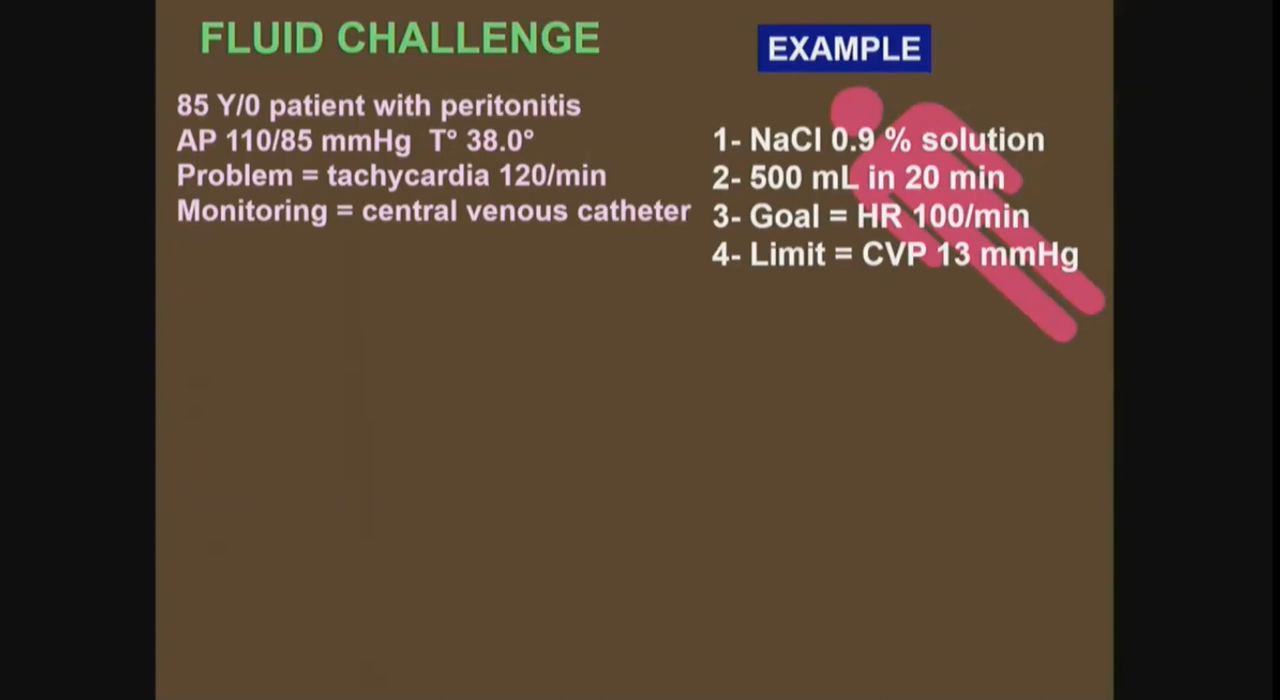 FLUID CHALLENGE
EXAMPLE
85 Y/0 patient with peritonitis
AP 110/85 mmHg T° 38.0°
Problem = tachycardia 120/min
Monitoring = central venous catheter
1- NaCl 0.9 % solution
2- 500 mL in 20 min
3- Goal = HR 100/min
4- Limit = CVP 13 mmHg